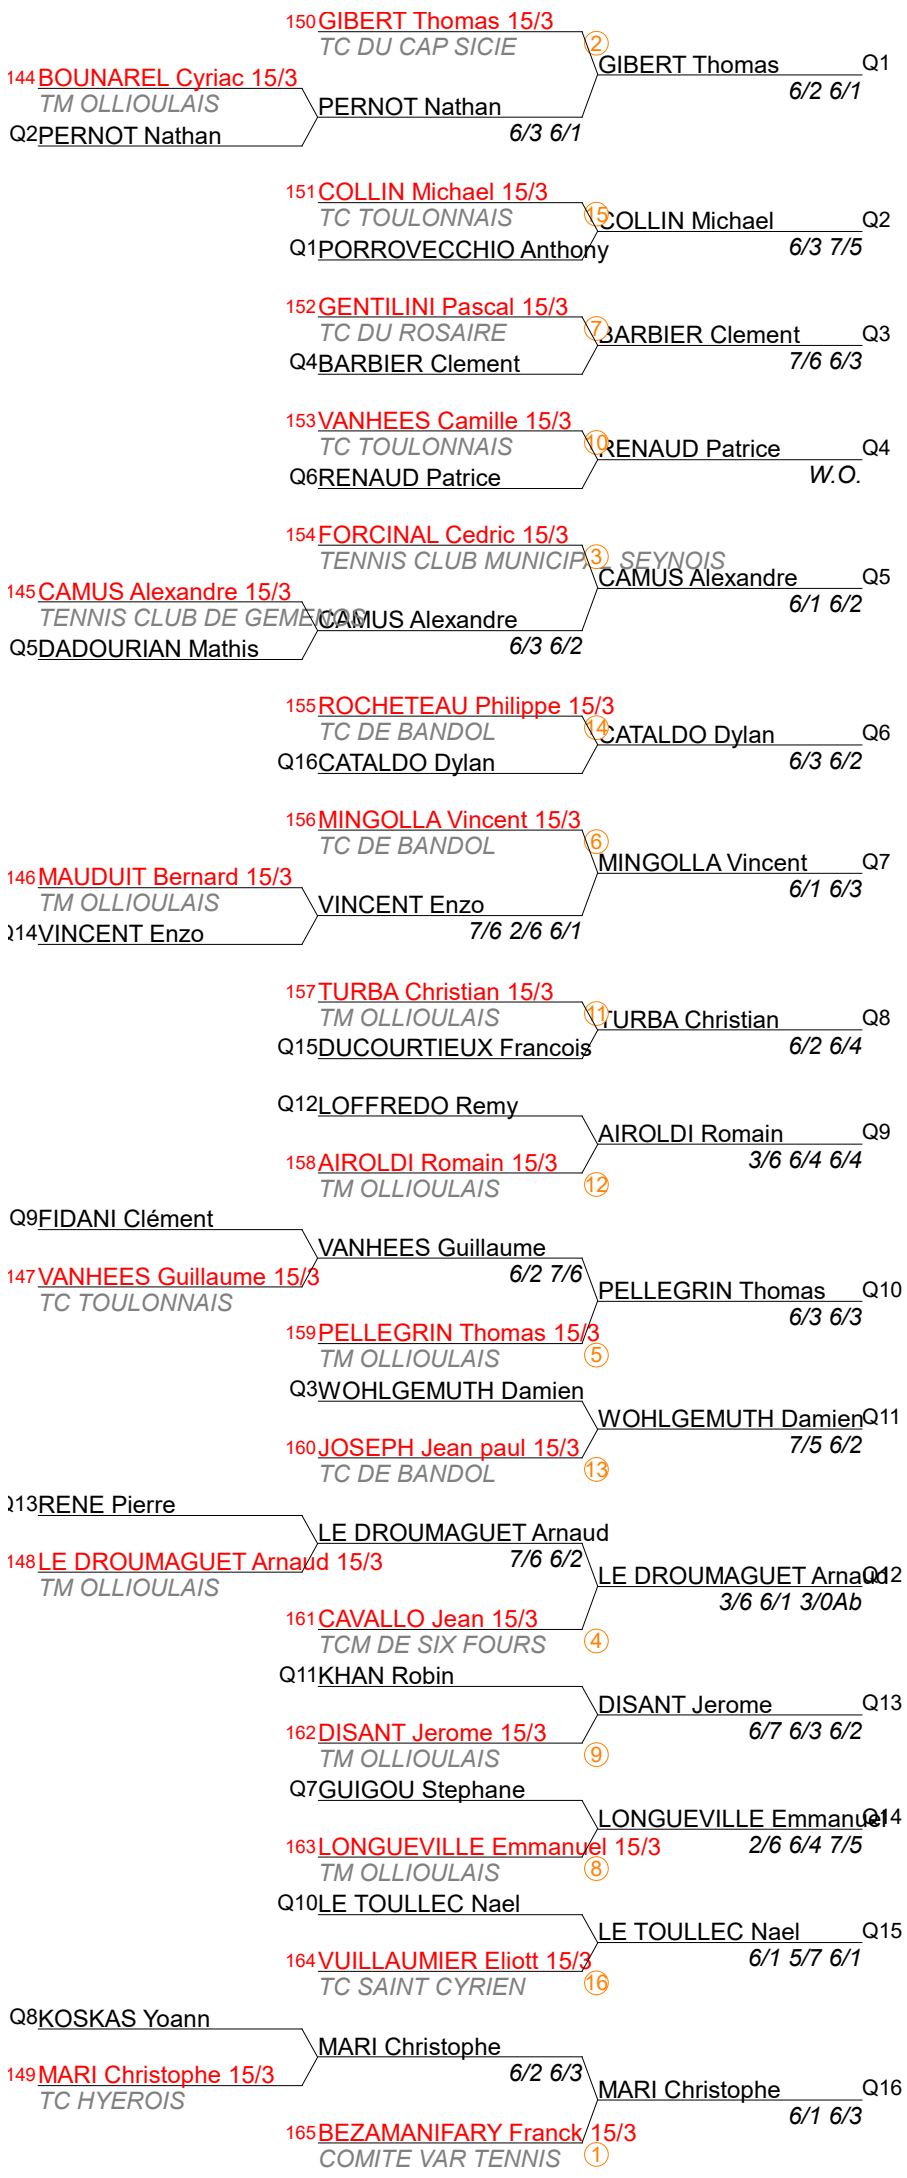 150 GIBERT Thomas 15/3
TC DU CAP SICIE
2
GIBERT Thomas Q1
6/2 6/1
144 BOUNAREL Cyriac 15/3
TM OLLIOULAIS
PERNOT Nathan
6/3 6/1
Q2 PERNOT Nathan
151 COLLIN Michael 15/3
TC TOULONNAIS
15
COLLIN Michael Q2
6/3 7/5
Q1 PORROVECCHIO Anthony
152 GENTILINI Pascal 15/3
TC DU ROSAIRE
7
BARBIER Clement Q3
7/6 6/3
Q4 BARBIER Clement
153 VANHEES Camille 15/3
TC TOULONNAIS
10
RENAUD Patrice Q4
W.O.
Q6 RENAUD Patrice
154 FORCINAL Cedric 15/3
TENNIS CLUB MUNICIPAL SEYNOIS
3
CAMUS Alexandre Q5
6/1 6/2
145 CAMUS Alexandre 15/3
TENNIS CLUB DE GEMENOS
CAMUS Alexandre
6/3 6/2
Q5 DADOURIAN Mathis
155 ROCHETEAU Philippe 15/3
TC DE BANDOL
14
CATALDO Dylan Q6
6/3 6/2
Q16 CATALDO Dylan
156 MINGOLLA Vincent 15/3
TC DE BANDOL
6
MINGOLLA Vincent Q7
6/1 6/3
146 MAUDUIT Bernard 15/3
TM OLLIOULAIS
VINCENT Enzo
7/6 2/6 6/1
Q14 VINCENT Enzo
157 TURBA Christian 15/3
TM OLLIOULAIS
11
TURBA Christian Q8
6/2 6/4
Q15 DUCOURTIEUX Francois
Q12 LOFFREDO Remy
AIROLDI Romain Q9
3/6 6/4 6/4
158 AIROLDI Romain 15/3
TM OLLIOULAIS
12
Q9 FIDANI Clément
VANHEES Guillaume
6/2 7/6
147 VANHEES Guillaume 15/3
TC TOULONNAIS
PELLEGRIN Thomas Q10
6/3 6/3
159 PELLEGRIN Thomas 15/3
TM OLLIOULAIS
5
Q3 WOHLGEMUTH Damien
WOHLGEMUTH Damien Q11
7/5 6/2
160 JOSEPH Jean paul 15/3
TC DE BANDOL
13
Q13 RENE Pierre
LE DROUMAGUET Arnaud
7/6 6/2
148 LE DROUMAGUET Arnaud 15/3
TM OLLIOULAIS
LE DROUMAGUET Arnaud Q12
3/6 6/1 3/0Ab
161 CAVALLO Jean 15/3
TCM DE SIX FOURS
4
Q11 KHAN Robin
DISANT Jerome Q13
6/7 6/3 6/2
162 DISANT Jerome 15/3
TM OLLIOULAIS
9
Q7 GUIGOU Stephane
LONGUEVILLE Emmanuel Q14
2/6 6/4 7/5
163 LONGUEVILLE Emmanuel 15/3
TM OLLIOULAIS
8
Q10 LE TOULLEC Nael
LE TOULLEC Nael Q15
6/1 5/7 6/1
164 VUILLAUMIER Eliott 15/3
TC SAINT CYRIEN
16
Q8 KOSKAS Yoann
MARI Christophe
6/2 6/3
149 MARI Christophe 15/3
TC HYEROIS
MARI Christophe Q16
6/1 6/3
165 BEZAMANIFARY Franck 15/3
COMITE VAR TENNIS
1